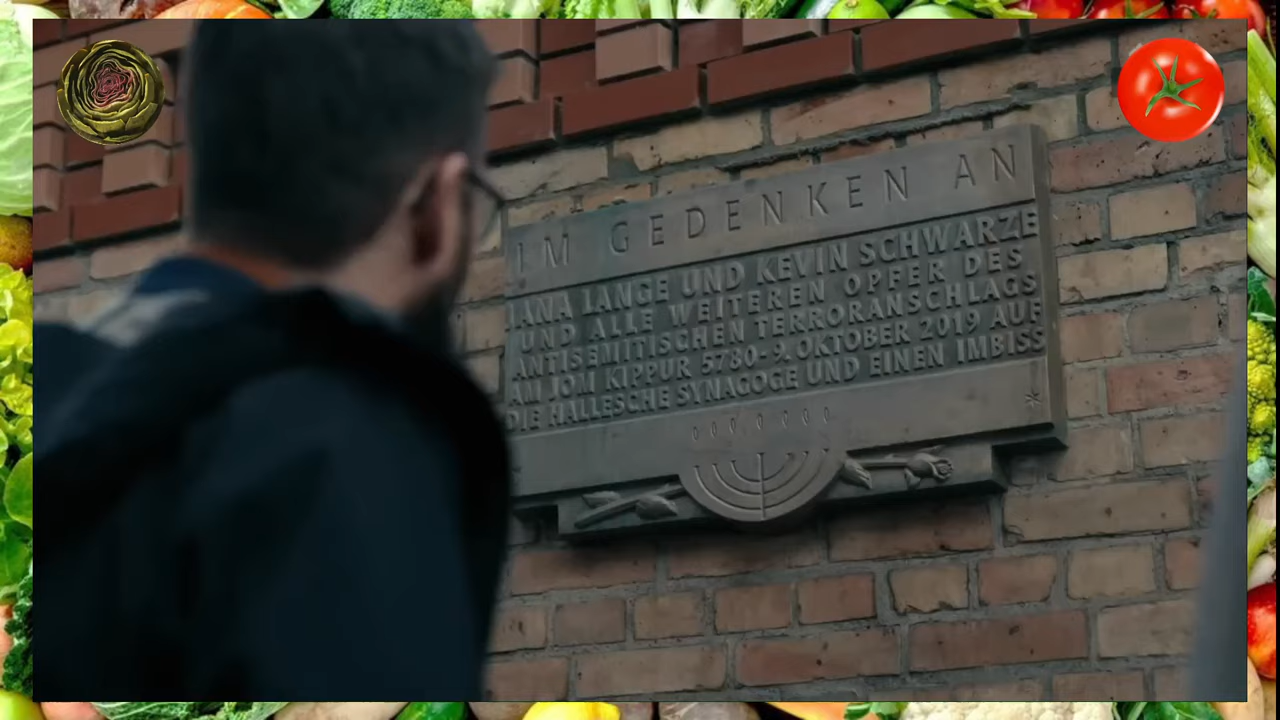 IM GEDENKEN AN
JANA LANGE UND KEVIN SCHWARZE
UND ALLE WEITEREN OPFER DES
ANTISEMITISCHEN TERRORANSCHLAGS
AM JOM KIPPUR 5780-9. OKTOBER 2019 AUF
DIE HALLESCHE SYNAGOGE UND EINEN IMBISS